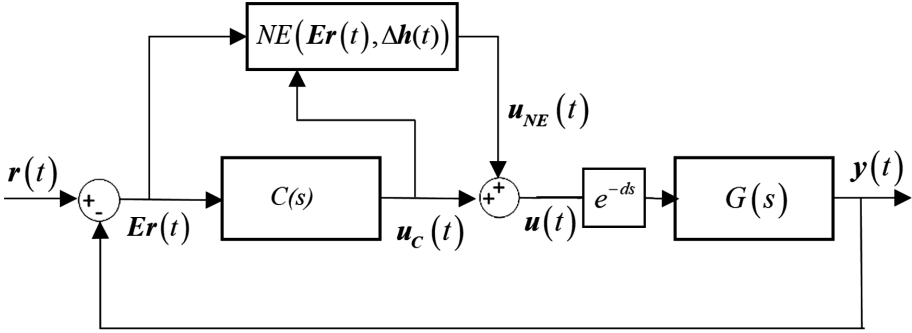 NE(Er(t),Δh(t))
u_NE(t)
r(t)
+
-
Er(t)
C(s)
u_C(t)
+
+
u(t)
e^{-ds}
G(s)
y(t)